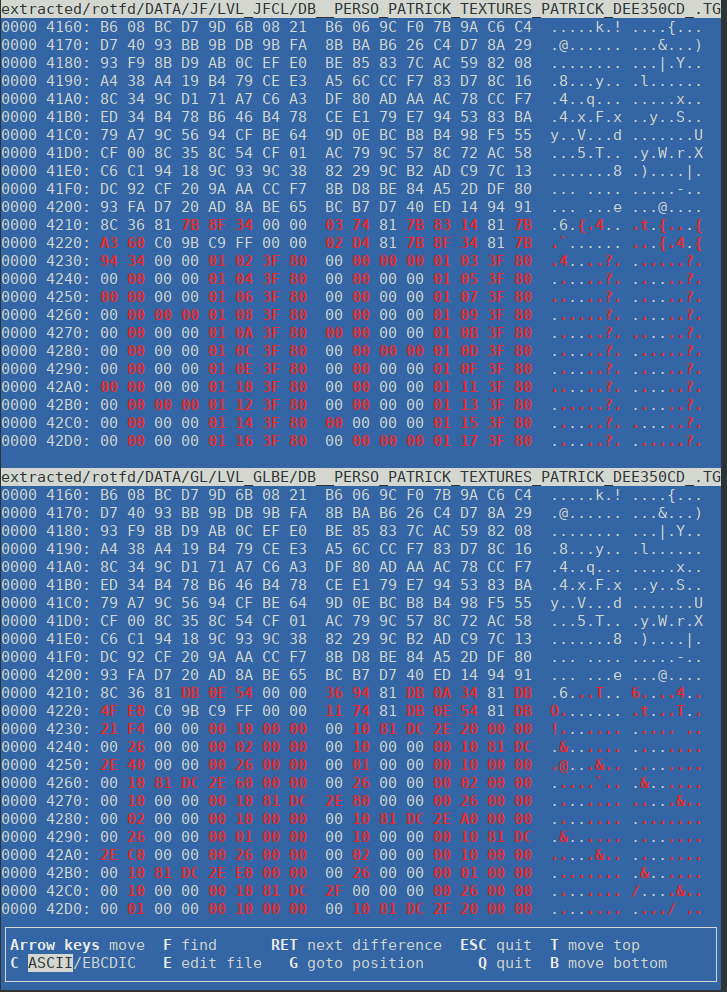 extracted/rotfd/DATA/JF/LVL_JFCL/DB__PERSO_PATRICK_TEXTURES_PATRICK_DEE350CD_.TG
0000 4160: B6 08 BC D7 9D 6B 08 21  B6 06 9C F0 7B 9A C6 C4  .....k.! ....{...
0000 4170: D7 40 93 BB 9B DB 9B FA  8B BA B6 26 C4 D7 8A 29  .@...... ...&...)
0000 4180: 93 F9 8B D9 AB 0C EF E0  BE 85 83 7C AC 59 82 08  ........ ...|.Y..
0000 4190: A4 38 A4 19 B4 79 CE E3  A5 6C CC F7 83 D7 8C 16  .8...y.. .l......
0000 41A0: 8C 34 9C D1 71 A7 C6 A3  DF 80 AD AA AC 78 CC F7  .4..q... .....x..
0000 41B0: ED 34 B4 78 B6 46 B4 78  CE E1 79 E7 94 53 83 BA  .4.x.F.x ..y..S..
0000 41C0: 79 A7 9C 56 94 CF BE 64  9D 0E BC B8 B4 98 F5 55  y..V...d .......U
0000 41D0: CF 00 8C 35 8C 54 CF 01  AC 79 9C 57 8C 72 AC 58  ...5.T.. .y.W.r.X
0000 41E0: C6 C1 94 18 9C 93 9C 38  82 29 9C B2 AD C9 7C 13  .......8 .)....|.
0000 41F0: DC 92 CF 20 9A AA CC F7  8B D8 BE 84 A5 2D DF 80  ... .... .....-..
0000 4200: 93 FA D7 20 AD 8A BE 65  BC B7 D7 40 ED 14 94 91  ... ...e ...@....
0000 4210: 8C 36 81 7B 8F 34 00 00  03 74 81 7B 83 14 81 7B  .6.{.4.. .t.{...{
0000 4220: A3 60 C0 9B C9 FF 00 00  02 D4 81 7B 8F 34 81 7B  .`...... ...{.4.{
0000 4230: 94 34 00 00 01 02 3F 80  00 00 00 00 01 03 3F 80  .4....?. ......?.
0000 4240: 00 00 00 00 01 04 3F 80  00 00 00 00 01 05 3F 80  ......?. ......?.
0000 4250: 00 00 00 00 01 06 3F 80  00 00 00 00 01 07 3F 80  ......?. ......?.
0000 4260: 00 00 00 00 01 08 3F 80  00 00 00 00 01 09 3F 80  ......?. ......?.
0000 4270: 00 00 00 00 01 0A 3F 80  00 00 00 00 01 0B 3F 80  ......?. ......?.
0000 4280: 00 00 00 00 01 0C 3F 80  00 00 00 00 01 0D 3F 80  ......?. ......?.
0000 4290: 00 00 00 00 01 0E 3F 80  00 00 00 00 01 0F 3F 80  ......?. ......?.
0000 42A0: 00 00 00 00 01 10 3F 80  00 00 00 00 01 11 3F 80  ......?. ......?.
0000 42B0: 00 00 00 00 01 12 3F 80  00 00 00 00 01 13 3F 80  ......?. ......?.
0000 42C0: 00 00 00 00 01 14 3F 80  00 00 00 00 01 15 3F 80  ......?. ......?.
0000 42D0: 00 00 00 00 01 16 3F 80  00 00 00 00 01 17 3F 80  ......?. ......?.
extracted/rotfd/DATA/GL/LVL_GLBE/DB__PERSO_PATRICK_TEXTURES_PATRICK_DEE350CD_.TG
0000 4160: B6 08 BC D7 9D 6B 08 21  B6 06 9C F0 7B 9A C6 C4  .....k.! ....{...
0000 4170: D7 40 93 BB 9B DB 9B FA  8B BA B6 26 C4 D7 8A 29  .@...... ...&...)
0000 4180: 93 F9 8B D9 AB 0C EF E0  BE 85 83 7C AC 59 82 08  ........ ...|.Y..
0000 4190: A4 38 A4 19 B4 79 CE E3  A5 6C CC F7 83 D7 8C 16  .8...y.. .l......
0000 41A0: 8C 34 9C D1 71 A7 C6 A3  DF 80 AD AA AC 78 CC F7  .4..q... .....x..
0000 41B0: ED 34 B4 78 B6 46 B4 78  CE E1 79 E7 94 53 83 BA  .4.x.F.x ..y..S..
0000 41C0: 79 A7 9C 56 94 CF BE 64  9D 0E BC B8 B4 98 F5 55  y..V...d .......U
0000 41D0: CF 00 8C 35 8C 54 CF 01  AC 79 9C 57 8C 72 AC 58  ...5.T.. .y.W.r.X
0000 41E0: C6 C1 94 18 9C 93 9C 38  82 29 9C B2 AD C9 7C 13  .......8 .)....|.
0000 41F0: DC 92 CF 20 9A AA CC F7  8B D8 BE 84 A5 2D DF 80  ... .... .....-..
0000 4200: 93 FA D7 20 AD 8A BE 65  BC B7 D7 40 ED 14 94 91  ... ...e ...@....
0000 4210: 8C 36 81 DB 0F 54 00 00  36 94 81 DB 0A 34 81 DB  .6...T.. 6....4..
0000 4220: 4F F0 C0 9B C9 FF 00 00  11 74 81 DB 0F 54 81 DB  O....... .t...T..
0000 4230: 21 F4 00 00 00 10 00 00  00 10 81 DC 2E 20 00 00  !....... ..... ..
0000 4240: 00 26 00 00 00 02 00 00  00 10 00 00 00 10 81 DC  .&...... ........
0000 4250: 2E 40 00 00 00 26 00 00  00 01 00 00 00 10 00 00  .@...&.. ........
0000 4260: 00 10 81 DC 2E 60 00 00  00 26 00 00 00 02 00 00  .....`.. .&......
0000 4270: 00 10 00 00 00 10 81 DC  2E 80 00 00 00 26 00 00  ........ .....&..
0000 4280: 00 02 00 00 00 10 00 00  00 10 81 DC 2E A0 00 00  ........ ........
0000 4290: 00 26 00 00 00 01 00 00  00 10 00 00 00 10 81 DC  .&...... ........
0000 42A0: 2E C0 00 00 00 26 00 00  00 02 00 00 00 10 00 00  .....&.. ........
0000 42B0: 00 10 81 DC 2E E0 00 00  00 26 00 00 00 01 00 00  ........ .&......
0000 42C0: 00 10 00 00 00 10 81 DC  2F 00 00 00 00 26 00 00  ........ /....&..
0000 42D0: 00 01 00 00 00 10 00 00  00 10 81 DC 2F 20 00 00  ........ ..../ ..
Arrow keys move  F find      RET next difference  ESC quit  T move top
C ASCII/EBCDIC   E edit file   G goto position      Q quit  B move bottom